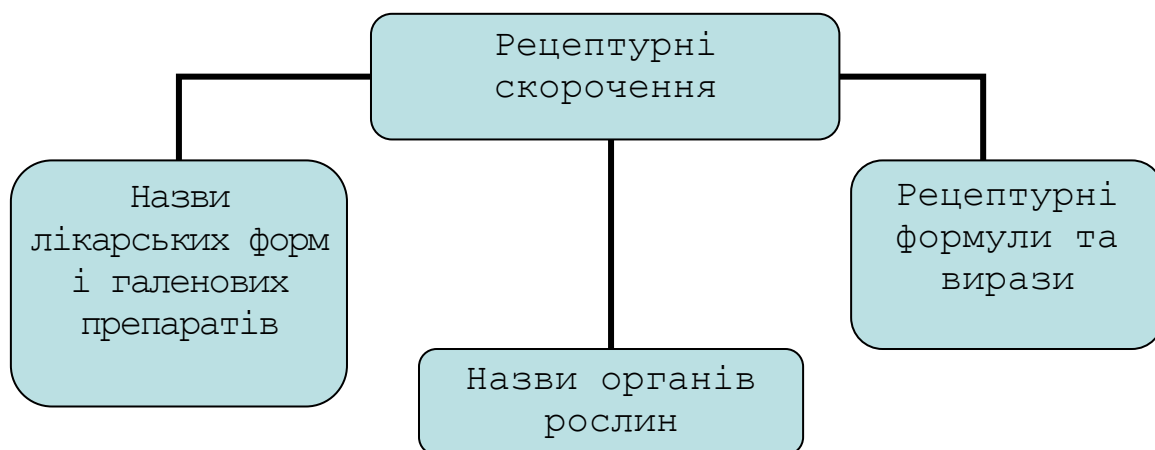 Рецептурні
скорочення
Назви
лікарських форм
і галенових
препаратів
Назви органів
рослин
Рецептурні
формули та
вирази